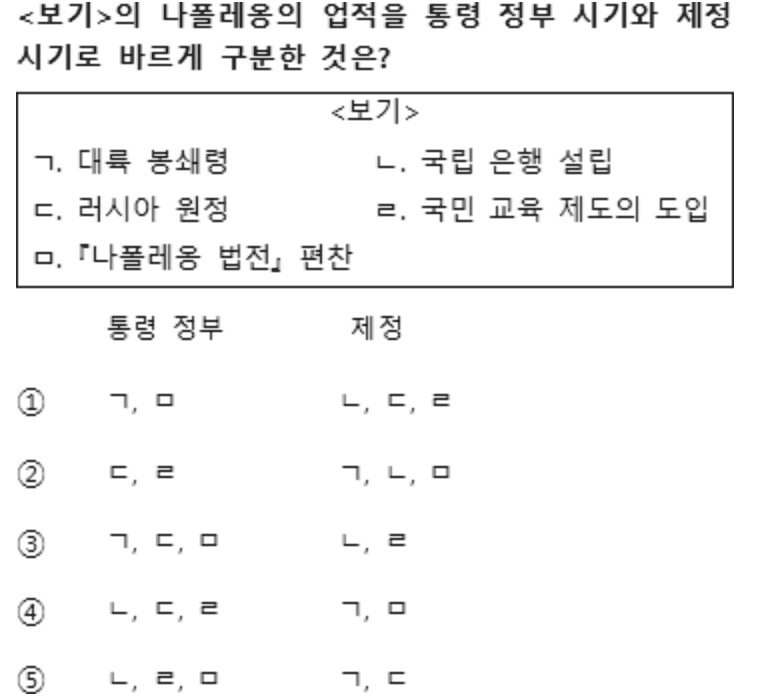 <보기>의 나폴레옹의 업적을 통령 정부 시기와 제정
시기로 바르게 구분한 것은?
<보기>
ㄱ. 대륙 봉쇄령 ㄴ. 국립 은행 설립
ㄷ. 러시아 원정 ㄹ. 국민 교육 제도의 도입
ㅁ. 『나폴레옹 법전』 편찬
통령 정부 제정
① ㄱ, ㅁ ㄴ, ㄷ, ㄹ
② ㄷ, ㄹ ㄱ, ㄴ, ㅁ
③ ㄱ, ㄷ, ㅁ ㄴ, ㄹ
④ ㄴ, ㄷ, ㄹ ㄱ, ㅁ
⑤ ㄴ, ㄹ, ㅁ ㄱ, ㄷ